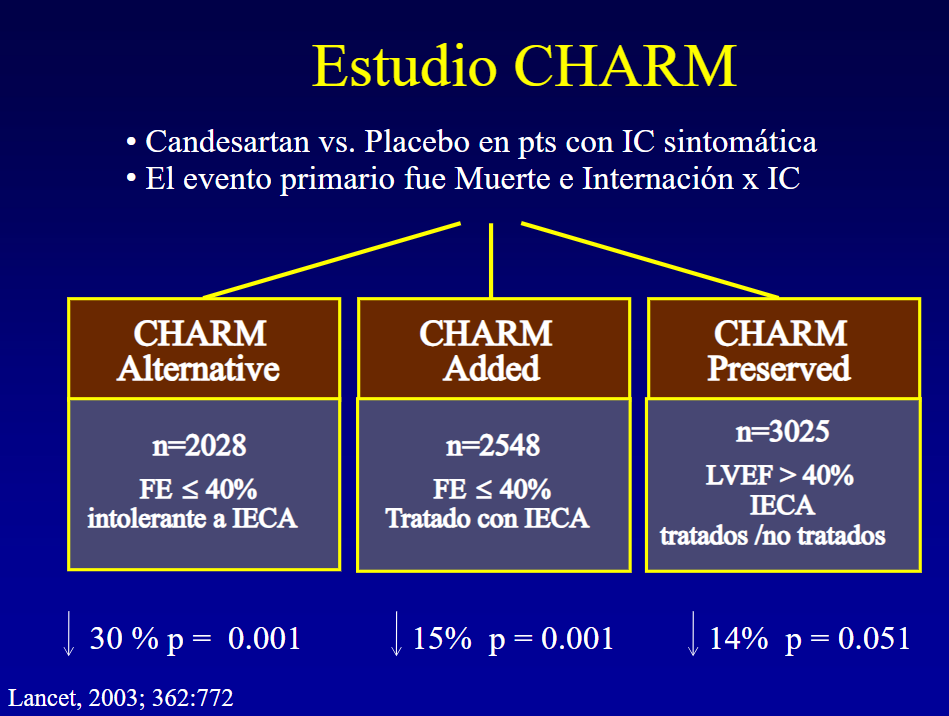 Estudio CHARM
• Candesartan vs. Placebo en pts con IC sintomática
• El evento primario fue Muerte e Internación x IC
CHARM
Alternative
n=2028
FE ≤ 40%
intolerante a IECA
CHARM
Added
n=2548
FE ≤ 40%
Tratado con IECA
CHARM
Preserved
n=3025
LVEF > 40%
IECA
tratados /no tratados
↓ 30 % p = 0.001
↓ 15% p = 0.001
↓ 14% p = 0.051
Lancet, 2003; 362:772